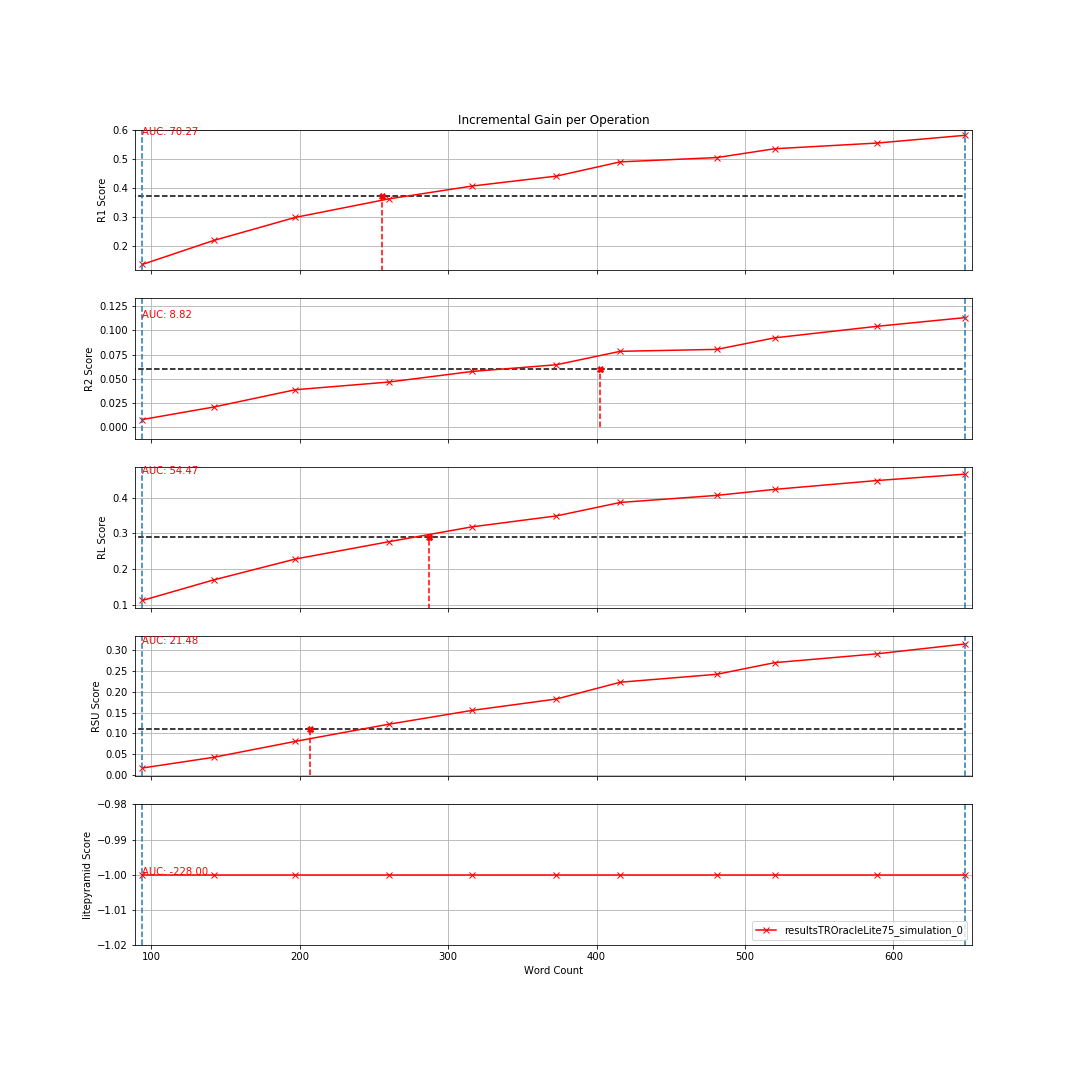 Incremental Gain per Operation
AUC: 70.27
0.6
0.5
0.4
0.3
0.2
R1 Score
AUC: 8.82
0.125
0.100
0.075
0.050
0.025
0.000
R2 Score
AUC: 54.47
0.4
0.3
0.2
0.1
RL Score
AUC: 21.48
0.30
0.25
0.20
0.15
0.10
0.05
0.00
RSU Score
−0.98
−0.99
−1.00
−1.01
−1.02
litepyramid Score
AUC: -228.00
resultsTROracleLite75_simulation_0
100 200 300 400 500 600
Word Count